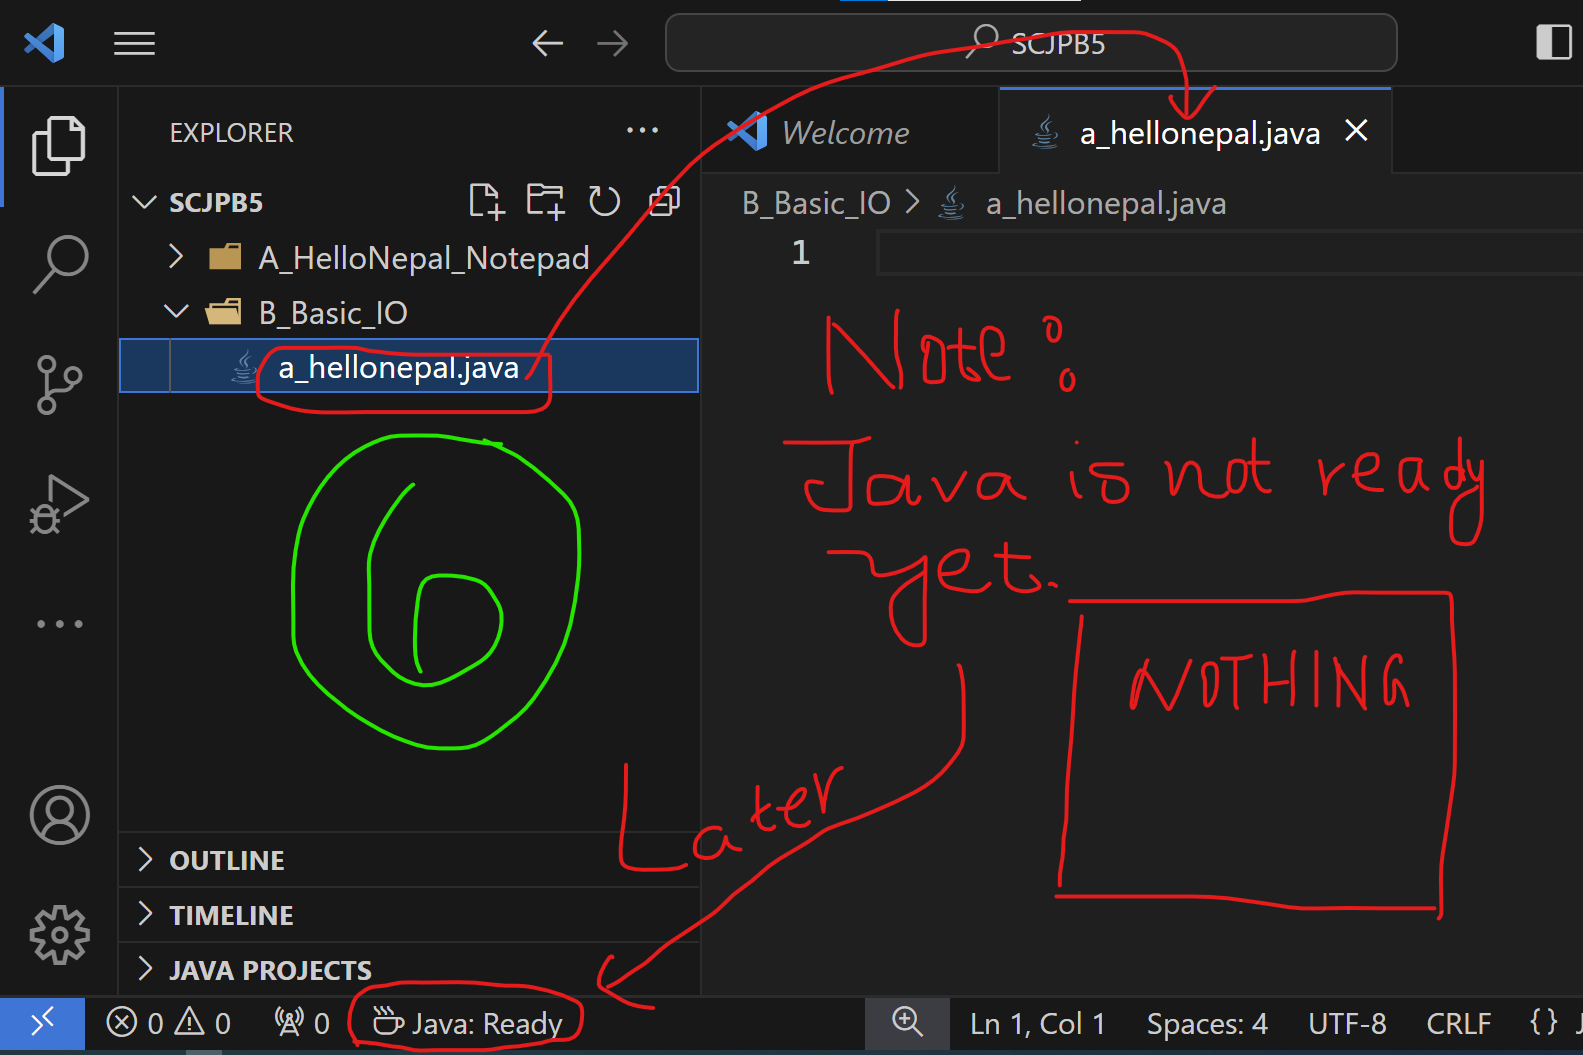 SCJPB5
EXPLORER
Welcome
a_hellonepal.java
SCJPB5
B_Basic_IO > a_hellonepal.java
A_HelloNepal_Notepad
1
B_Basic_IO
a_hellonepal.java
Note:
Java is not ready
yet.
6
NOTHING
Later
OUTLINE
TIMELINE
JAVA PROJECTS
0 0 0 Java: Ready Ln 1, Col 1 Spaces: 4 UTF-8 CRLF {} J